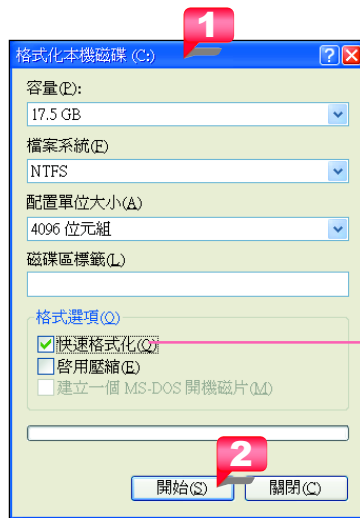 1
格式化本機磁碟 (C:)
容量(P):
17.5 GB
檔案系統(F)
NTFS
配置單位大小(A)
4096 位元組
磁碟區標籤(L)
格式選項(O)
快速格式化(Q)
啓用壓縮(E)
建立一個 MS-DOS 開機磁片(M)
2
開始(S) 關閉(C)